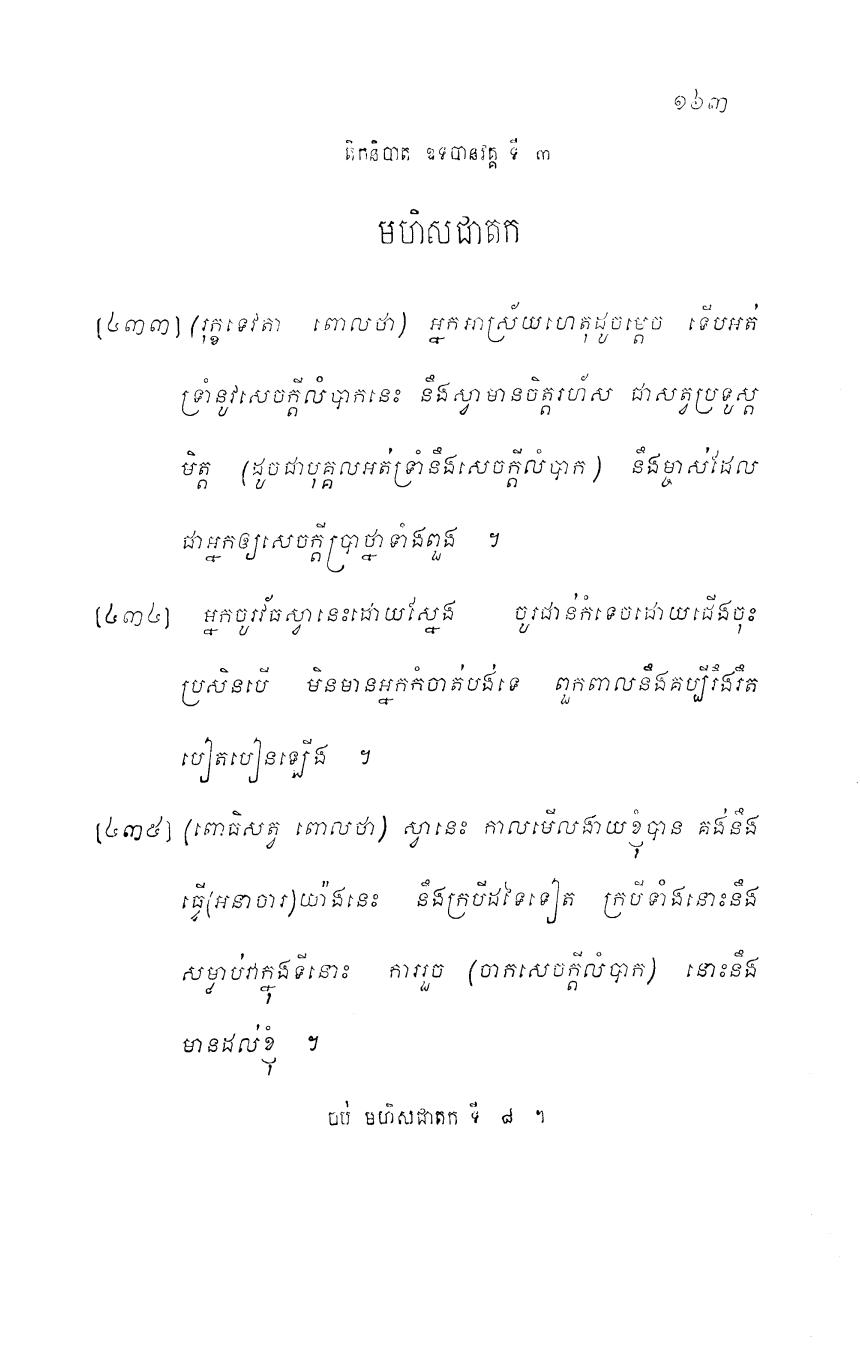 ១៦៣
តិកនិបាត ឧទបានវគ្គ ទី ៣
មហិសជាតក
[៤៣៣] (រុក្ខទេវតា ពោលថា) អ្នកអាស្រ័យហេតុដូចម្តេច ទើបអត់
ទ្រាំនូវសេចក្តីលំបាកនេះ នឹងស្វាមានចិត្តរហ័ស ជាសត្វប្រទូស្ត
មិត្ត (ដូចជាបុគ្គលអត់ទ្រាំនឹងសេចក្តីលំបាក) នឹងម្ចាស់ដែល
ជាអ្នកឲ្យសេចក្តីប្រាថ្នាទាំងពួង ។
[៤៣៤] អ្នកចូរវ័ធស្វានេះដោយស្នែង ចូរជាន់កំទេចដោយជើងចុះ
ប្រសិនបើ មិនមានអ្នកកំចាត់បង់ទេ ពួកពាលនឹងគប្បីរឹងរឹត
បៀតបៀនឡើង ។
[៤៣៥] (ពោធិសត្វ ពោលថា) ស្វានេះ កាលមើលងាយខ្ញុំបាន គង់នឹង
ធ្វើ(អនាចារ)យ៉ាងនេះ នឹងក្របីដទៃទៀត ក្របីទាំងនោះនឹង
សម្លាប់វាក្នុងទីនោះ ការរួច (ចាកសេចក្តីលំបាក) នោះនឹង
មានដល់ខ្ញុំ ។
ចប់ មហិសជាតក ទី ៨ ។